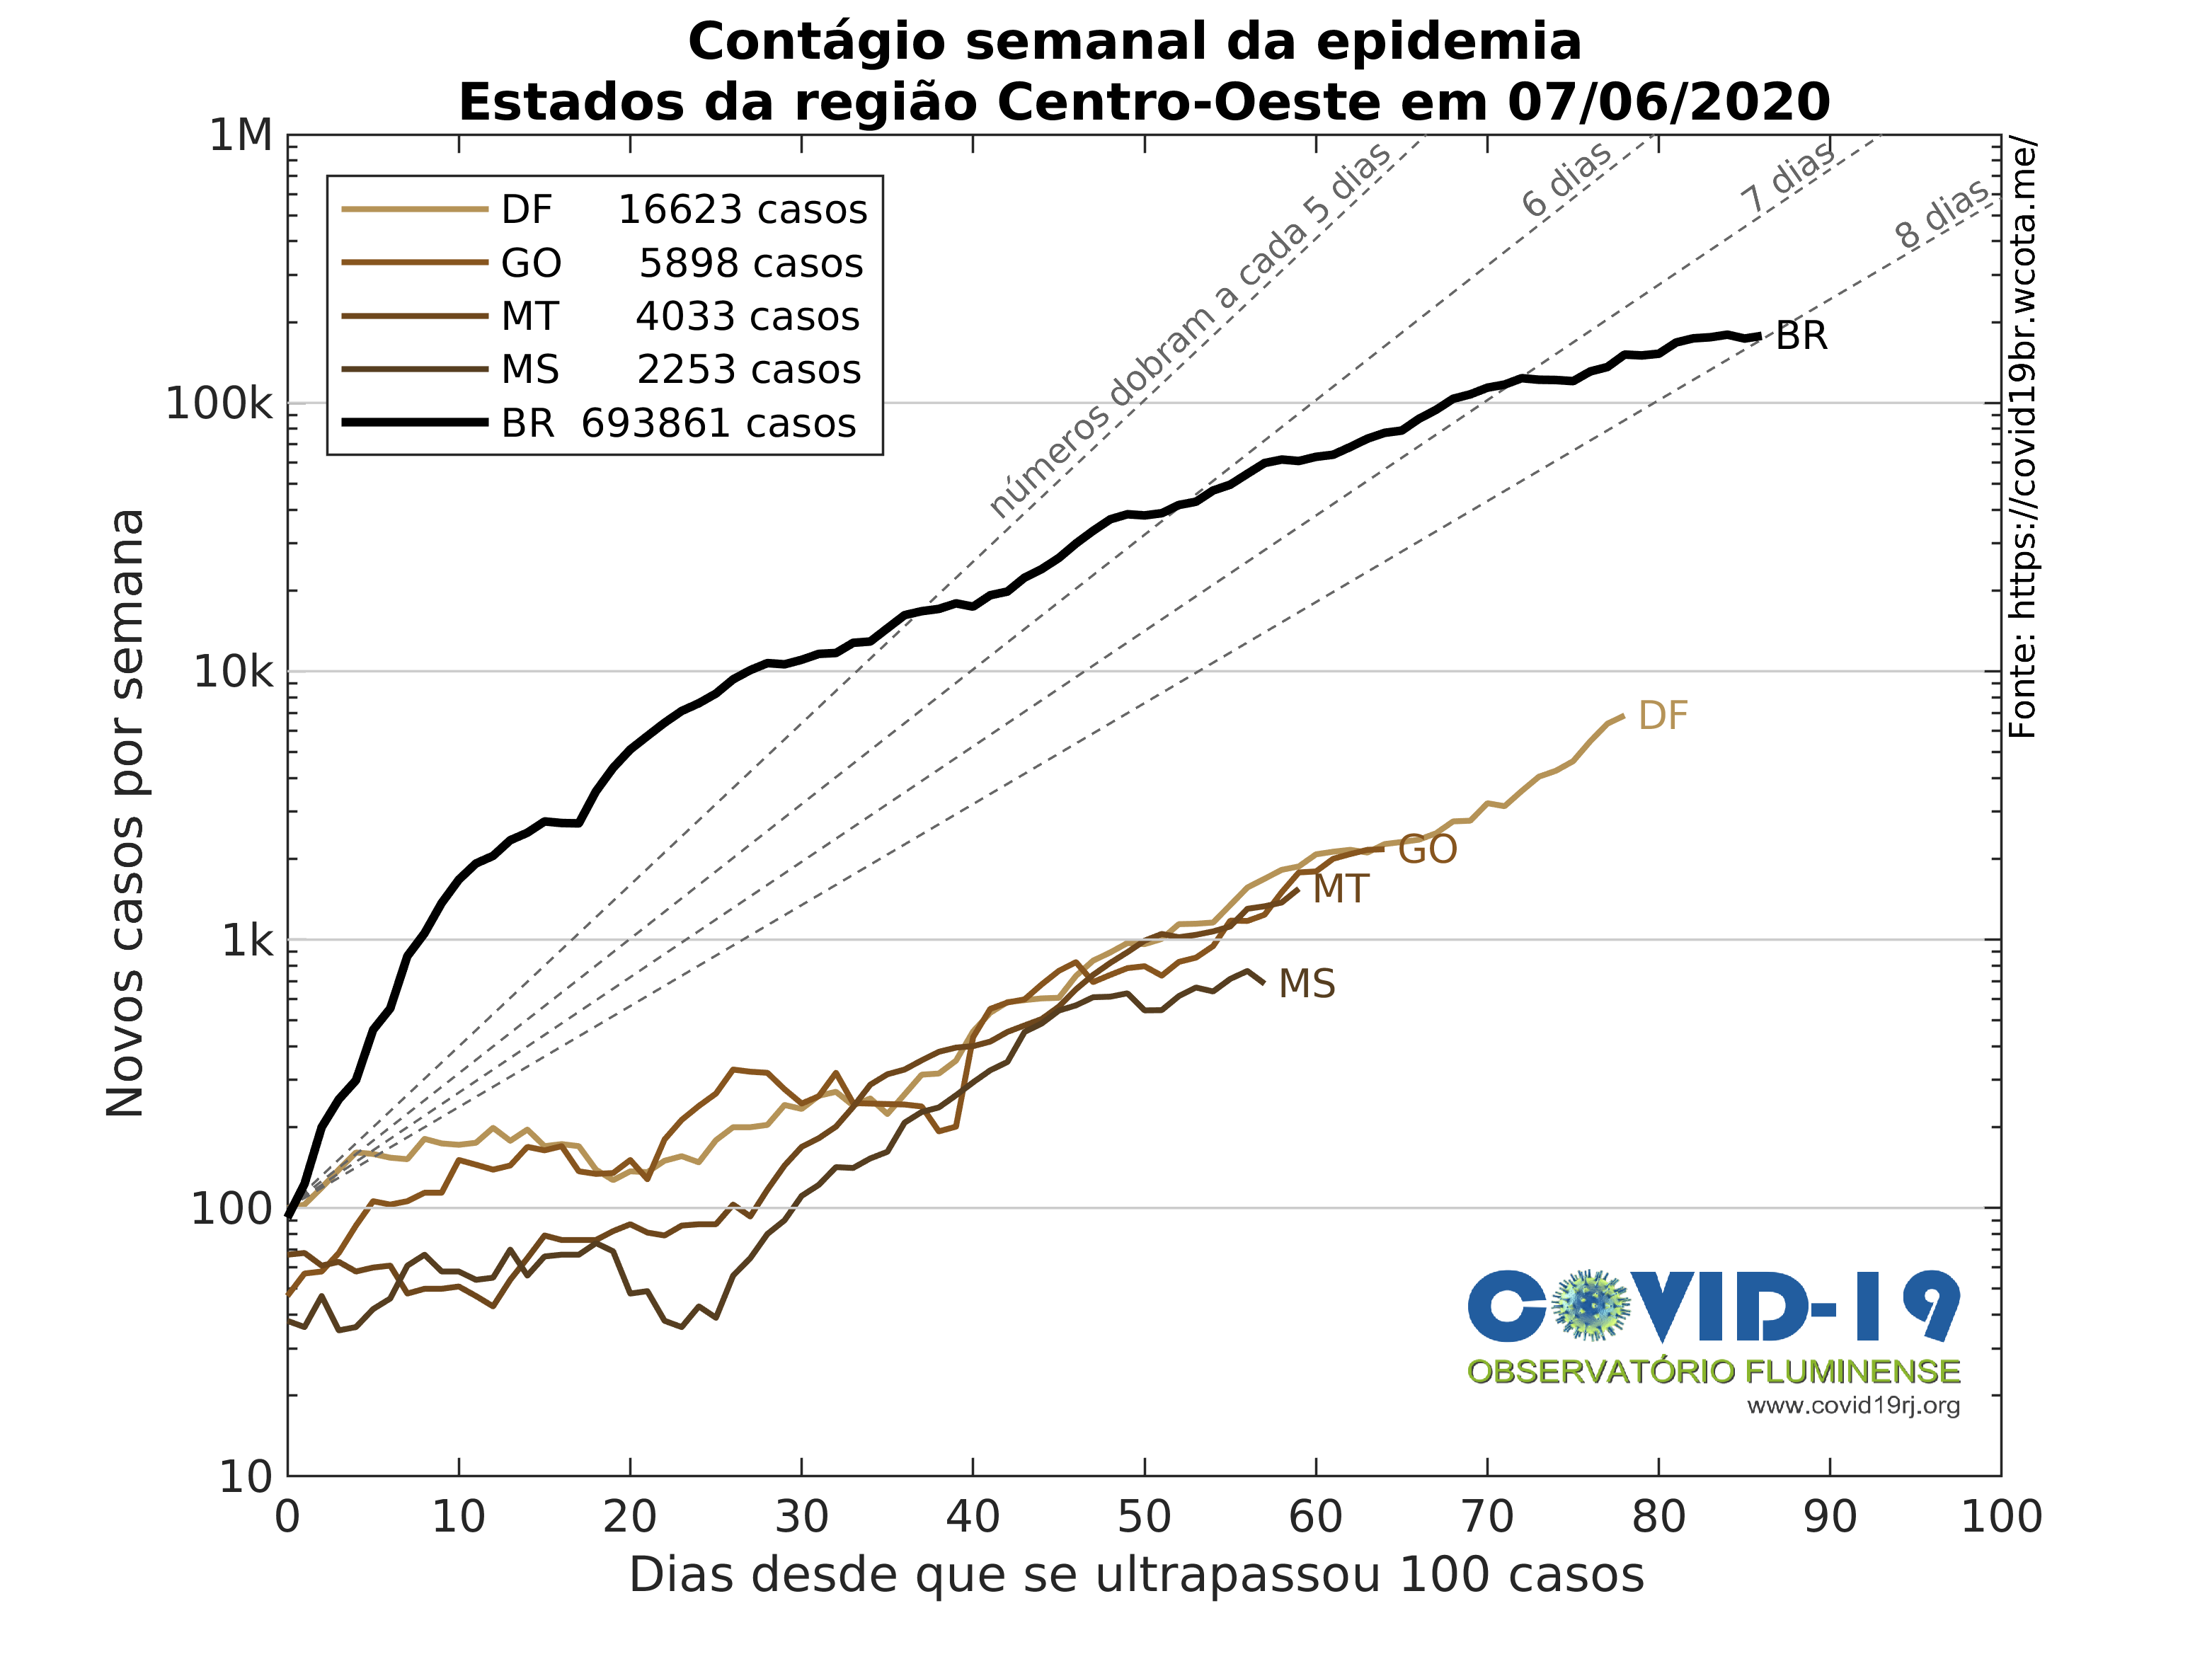 Contágio semanal da epidemia
Estados da região Centro-Oeste em 07/06/2020
1M
100k
10k
1k
100
10
Novos casos por semana
DF 16623 casos
GO 5898 casos
MT 4033 casos
MS 2253 casos
BR 693861 casos
números dobram a cada 5 dias
6 dias
7 dias
8 dias
BR
DF
GO
MT
MS
Fonte: https://covid19br.wcota.me/
COVID-19
OBSERVATÓRIO FLUMINENSE
www.covid19rj.org
0 10 20 30 40 50 60 70 80 90 100
Dias desde que se ultrapassou 100 casos